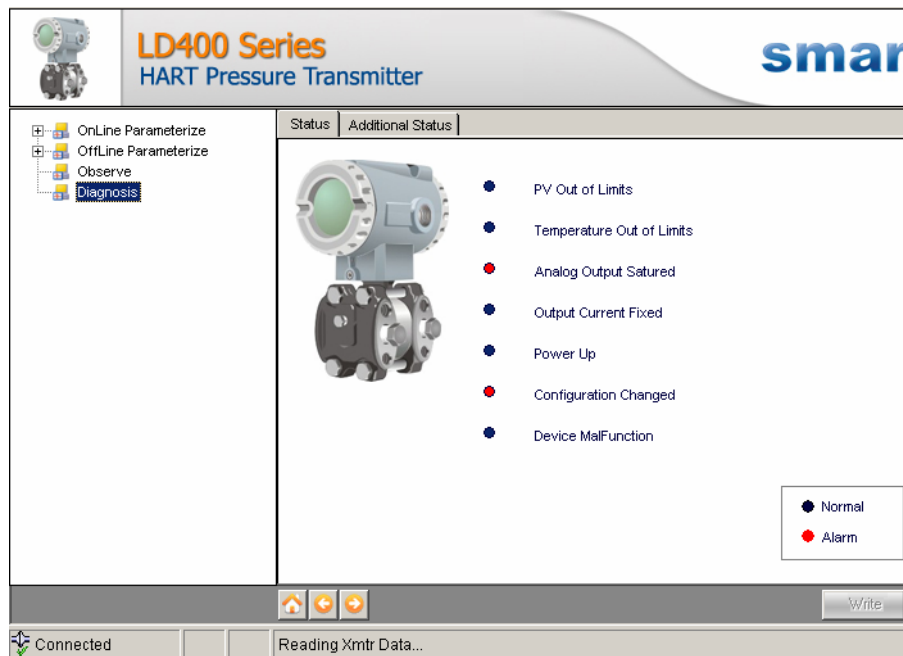 LD400 Series
HART Pressure Transmitter
smar
OnLine Parameterize
OffLine Parameterize
Observe
Diagnosis
Status
Additional Status
PV Out of Limits
Temperature Out of Limits
Analog Output Satured
Output Current Fixed
Power Up
Configuration Changed
Device MalFunction
Normal
Alarm
Write
Connected
Reading Xmtr Data...